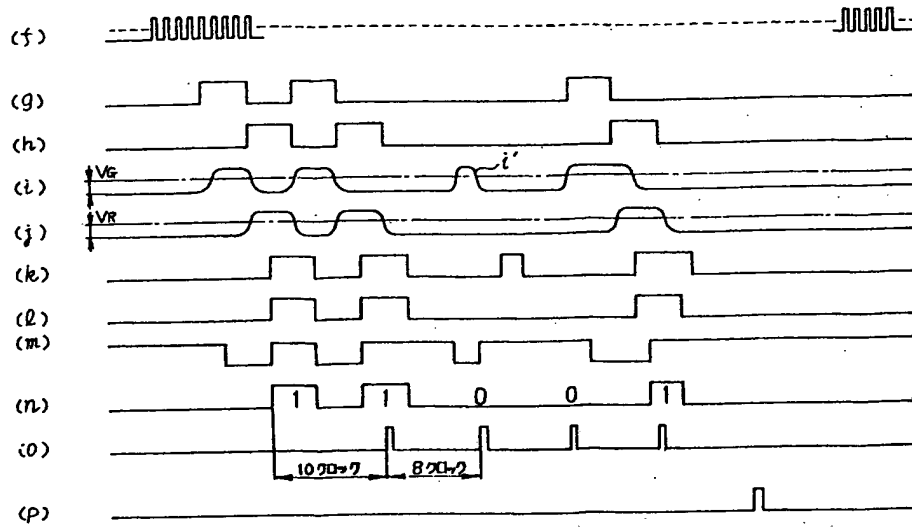 (f)
(g)
(h)
VG
(i)
i′
VR
(j)
(k)
(l)
(m)
(n) 1 1 0 0 1
(o)
10クロック 8クロック
(p)